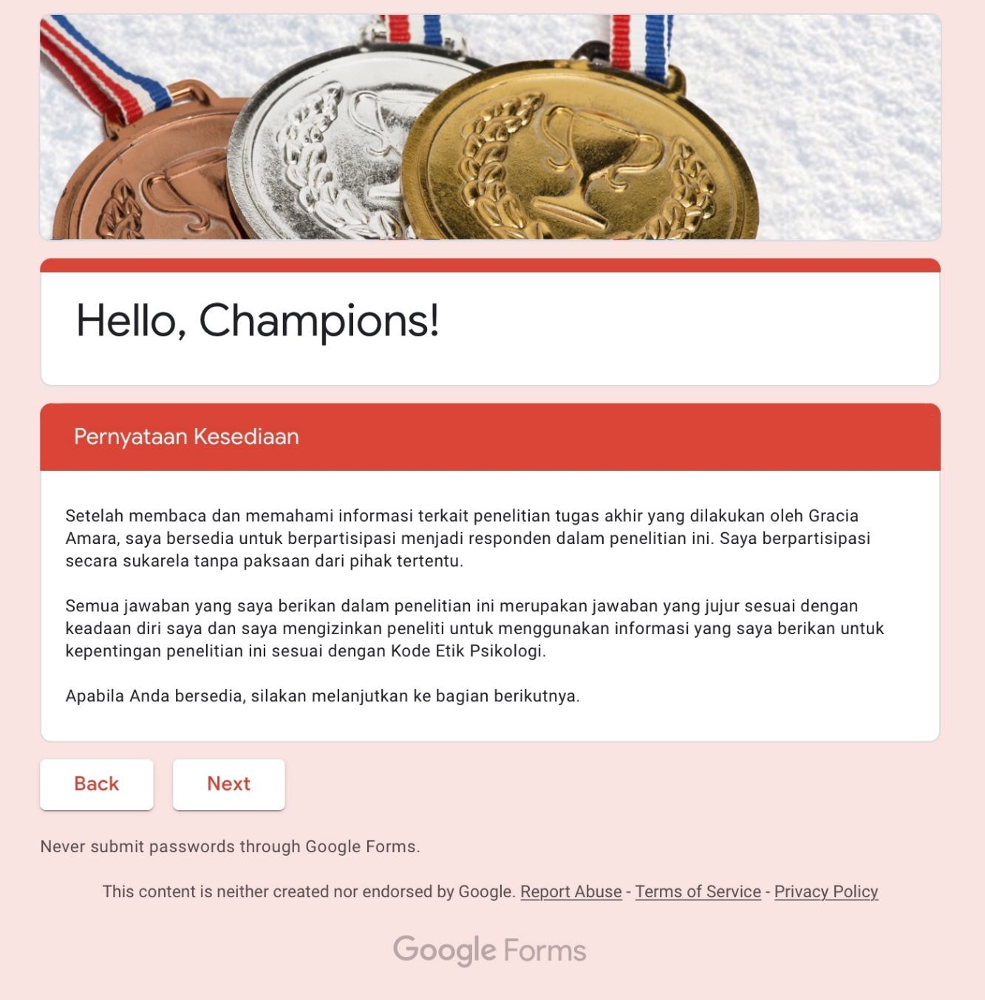 Hello, Champions!
Pernyataan Kesediaan
Setelah membaca dan memahami informasi terkait penelitian tugas akhir yang dilakukan oleh Gracia
Amara, saya bersedia untuk berpartisipasi menjadi responden dalam penelitian ini. Saya berpartisipasi
secara sukarela tanpa paksaan dari pihak tertentu.
Semua jawaban yang saya berikan dalam penelitian ini merupakan jawaban yang jujur sesuai dengan
keadaan diri saya dan saya mengizinkan peneliti untuk menggunakan informasi yang saya berikan untuk
kepentingan penelitian ini sesuai dengan Kode Etik Psikologi.
Apabila Anda bersedia, silakan melanjutkan ke bagian berikutnya.
Back Next
Never submit passwords through Google Forms.
This content is neither created nor endorsed by Google. Report Abuse - Terms of Service - Privacy Policy
Google Forms